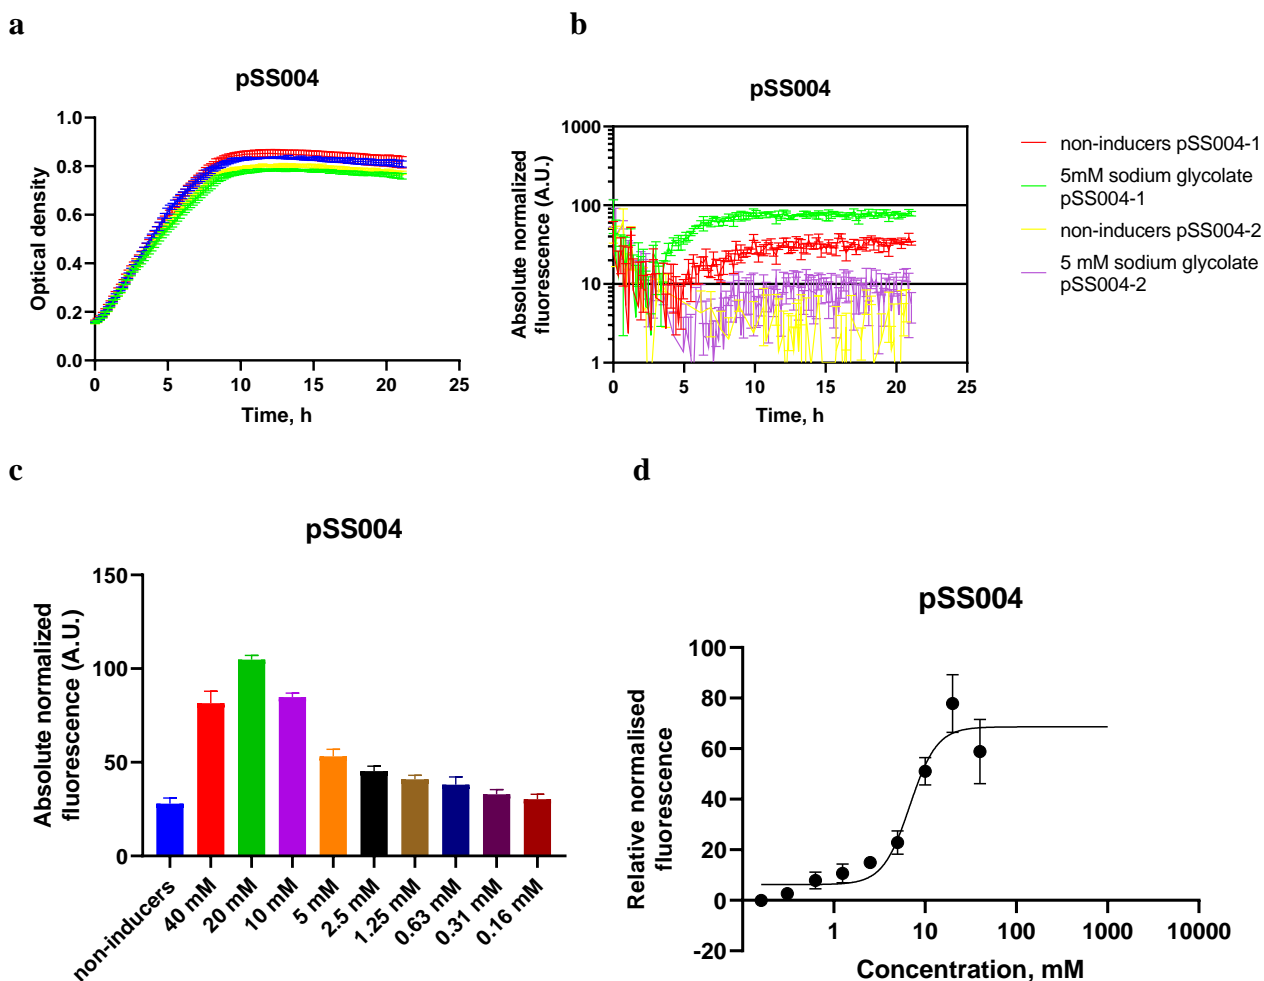 a
pSS004
Optical density
1.0
0.8
0.6
0.4
0.2
0.0
0
5
10
15
20
25
Time, h
b
pSS004
Absolute normalized
fluorescence (A.U.)
1000
100
10
1
0
5
10
15
20
25
Time, h
non-inducers pSS004-1
5mM sodium glycolate
pSS004-1
non-inducers pSS004-2
5 mM sodium glycolate
pSS004-2
c
pSS004
Absolute normalized
fluorescence (A.U.)
150
100
50
0
non-inducers
40 mM
20 mM
10 mM
5 mM
2.5 mM
1.25 mM
0.63 mM
0.31 mM
0.16 mM
d
pSS004
Relative normalised
fluorescence
100
80
60
40
20
0
-20
1
10
100
1000
10000
Concentration, mM